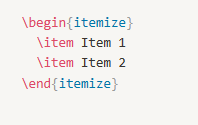 \begin{itemize}
  \item Item 1
  \item Item 2
\end{itemize}